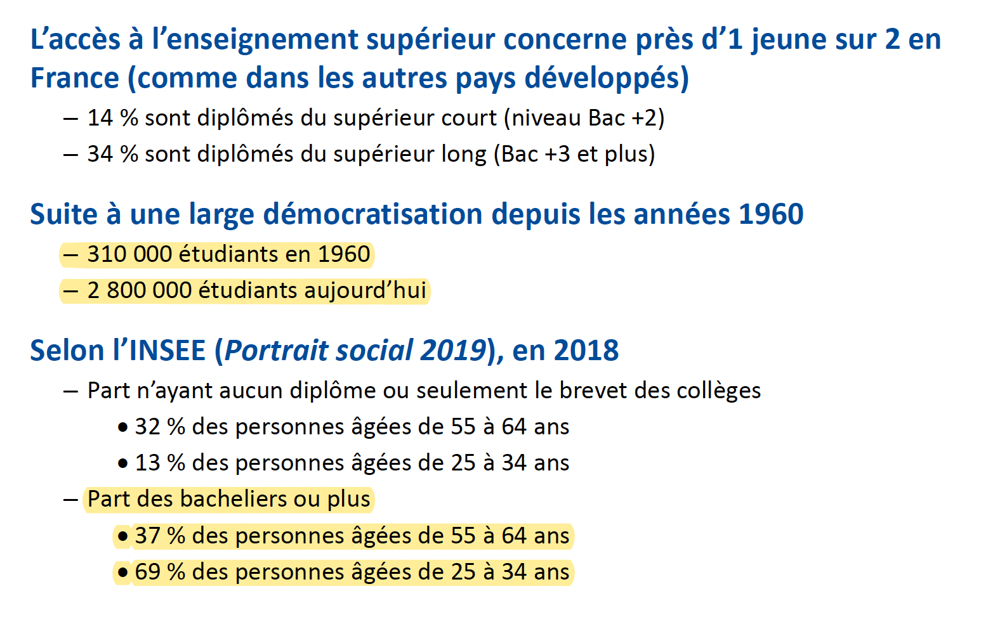 L’accès à l’enseignement supérieur concerne près d’1 jeune sur 2 en
France (comme dans les autres pays développés)
– 14 % sont diplômés du supérieur court (niveau Bac +2)
– 34 % sont diplômés du supérieur long (Bac +3 et plus)
Suite à une large démocratisation depuis les années 1960
– 310 000 étudiants en 1960
– 2 800 000 étudiants aujourd’hui
Selon l’INSEE (Portrait social 2019), en 2018
– Part n’ayant aucun diplôme ou seulement le brevet des collèges
• 32 % des personnes âgées de 55 à 64 ans
• 13 % des personnes âgées de 25 à 34 ans
– Part des bacheliers ou plus
• 37 % des personnes âgées de 55 à 64 ans
• 69 % des personnes âgées de 25 à 34 ans